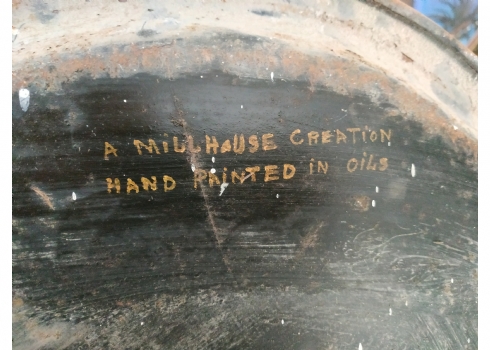 A MILLHOUSE CREATION
HAND PAINTED IN OILS